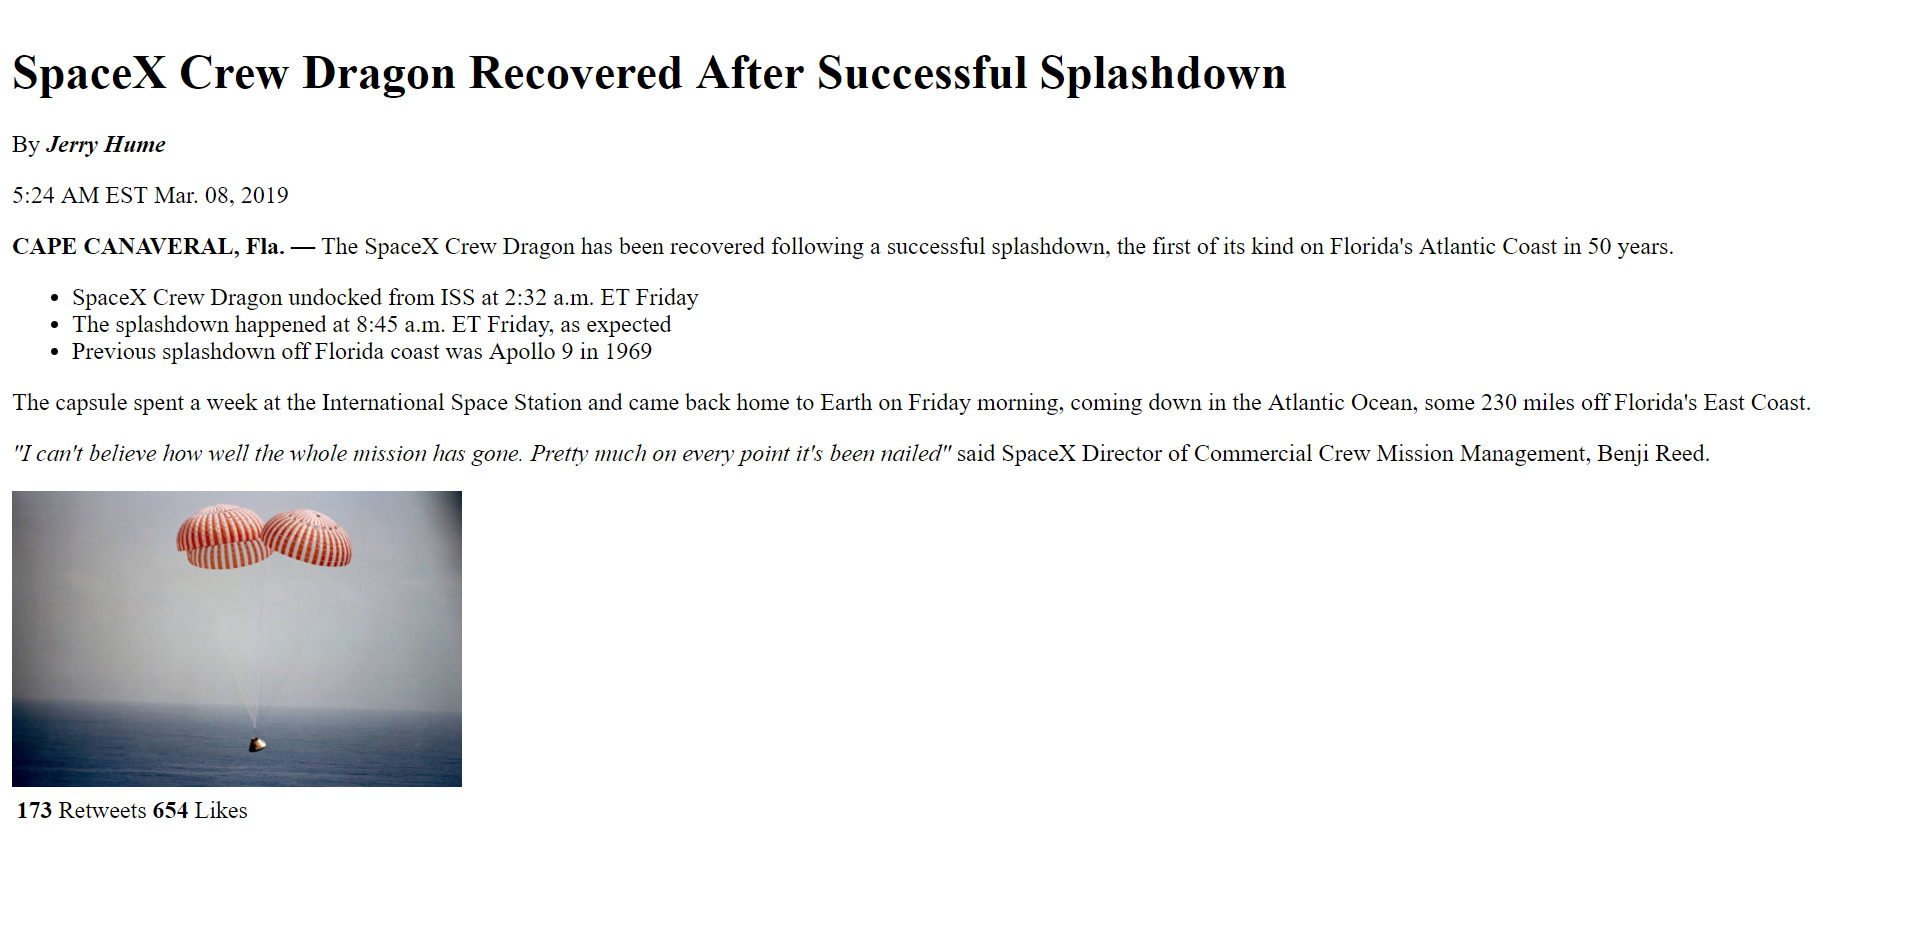 SpaceX Crew Dragon Recovered After Successful Splashdown
By Jerry Hume
5:24 AM EST Mar. 08, 2019
CAPE CANAVERAL, Fla. — The SpaceX Crew Dragon has been recovered following a successful splashdown, the first of its kind on Florida's Atlantic Coast in 50 years.
• SpaceX Crew Dragon undocked from ISS at 2:32 a.m. ET Friday
• The splashdown happened at 8:45 a.m. ET Friday, as expected
• Previous splashdown off Florida coast was Apollo 9 in 1969
The capsule spent a week at the International Space Station and came back home to Earth on Friday morning, coming down in the Atlantic Ocean, some 230 miles off Florida's East Coast.
"I can't believe how well the whole mission has gone. Pretty much on every point it's been nailed" said SpaceX Director of Commercial Crew Mission Management, Benji Reed.
173 Retweets 654 Likes